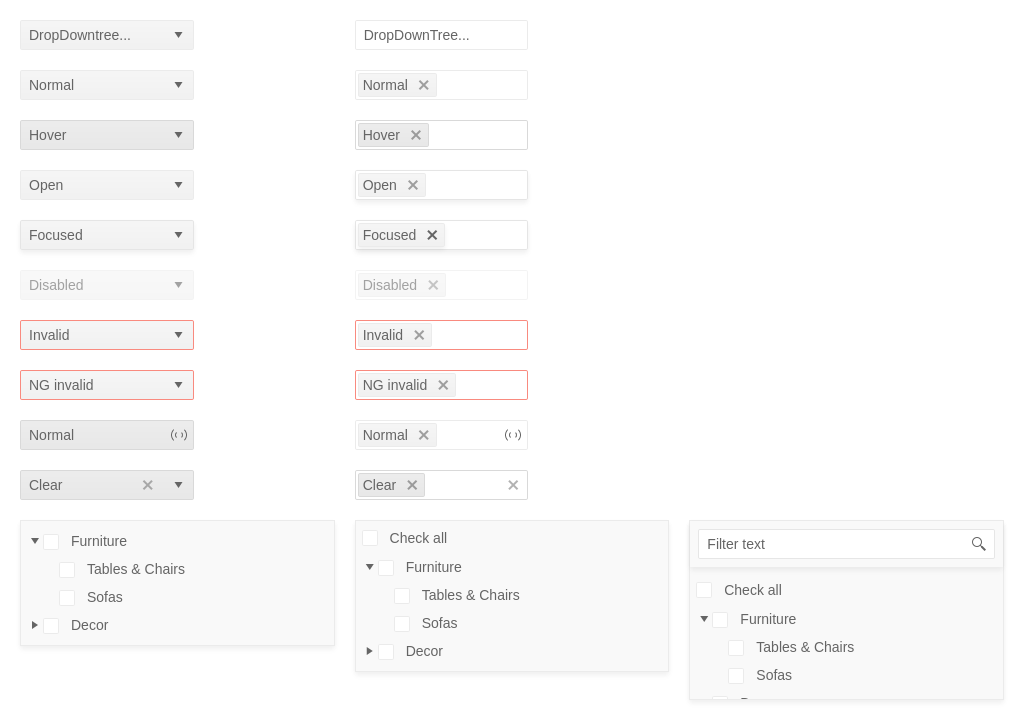 DropDowntree...
DropDownTree...
Normal
Normal
Hover
Hover
Open
Open
Focused
Focused
Disabled
Disabled
Invalid
Invalid
NG invalid
NG invalid
Normal
Normal
Clear
Clear
Furniture
Tables & Chairs
Sofas
Decor
Check all
Furniture
Tables & Chairs
Sofas
Decor
Filter text
Check all
Furniture
Tables & Chairs
Sofas